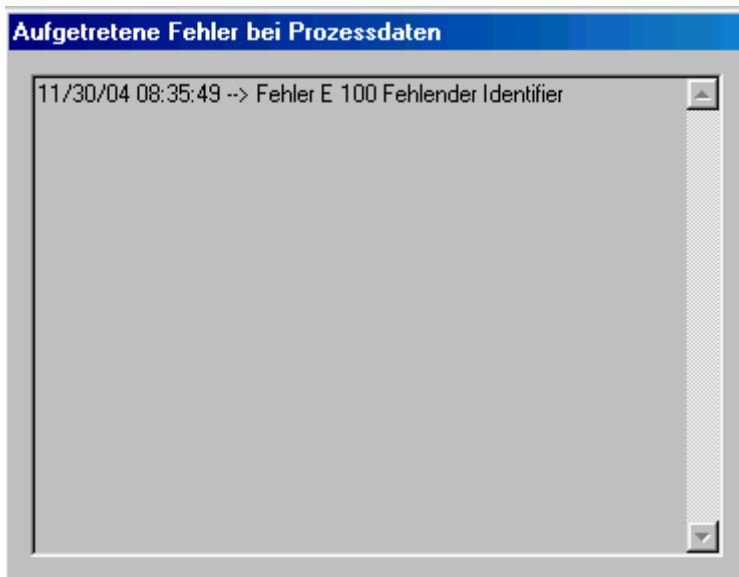 Aufgetretene Fehler bei Prozessdaten
11/30/04 08:35:49 --> Fehler E 100 Fehlender Identifier